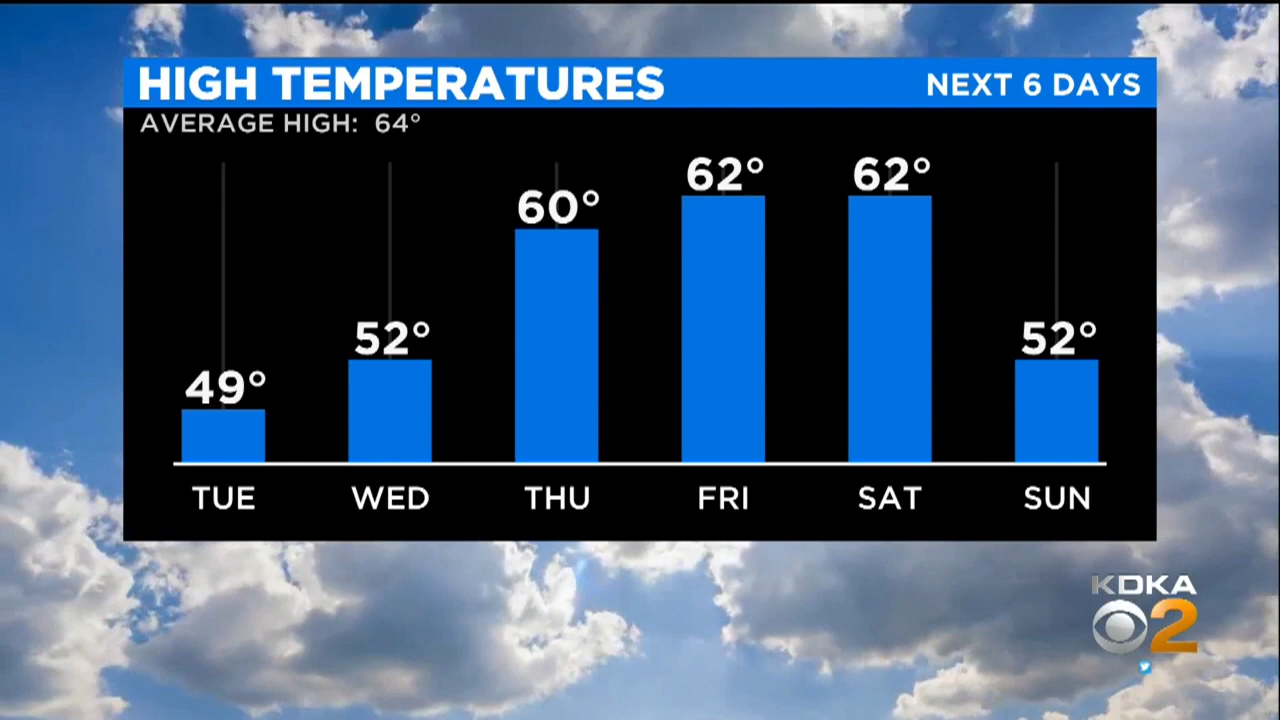 HIGH TEMPERATURES NEXT 6 DAYS
AVERAGE HIGH: 64°
49° 52° 60° 62° 62° 52°
TUE WED THU FRI SAT SUN
KDKA
2